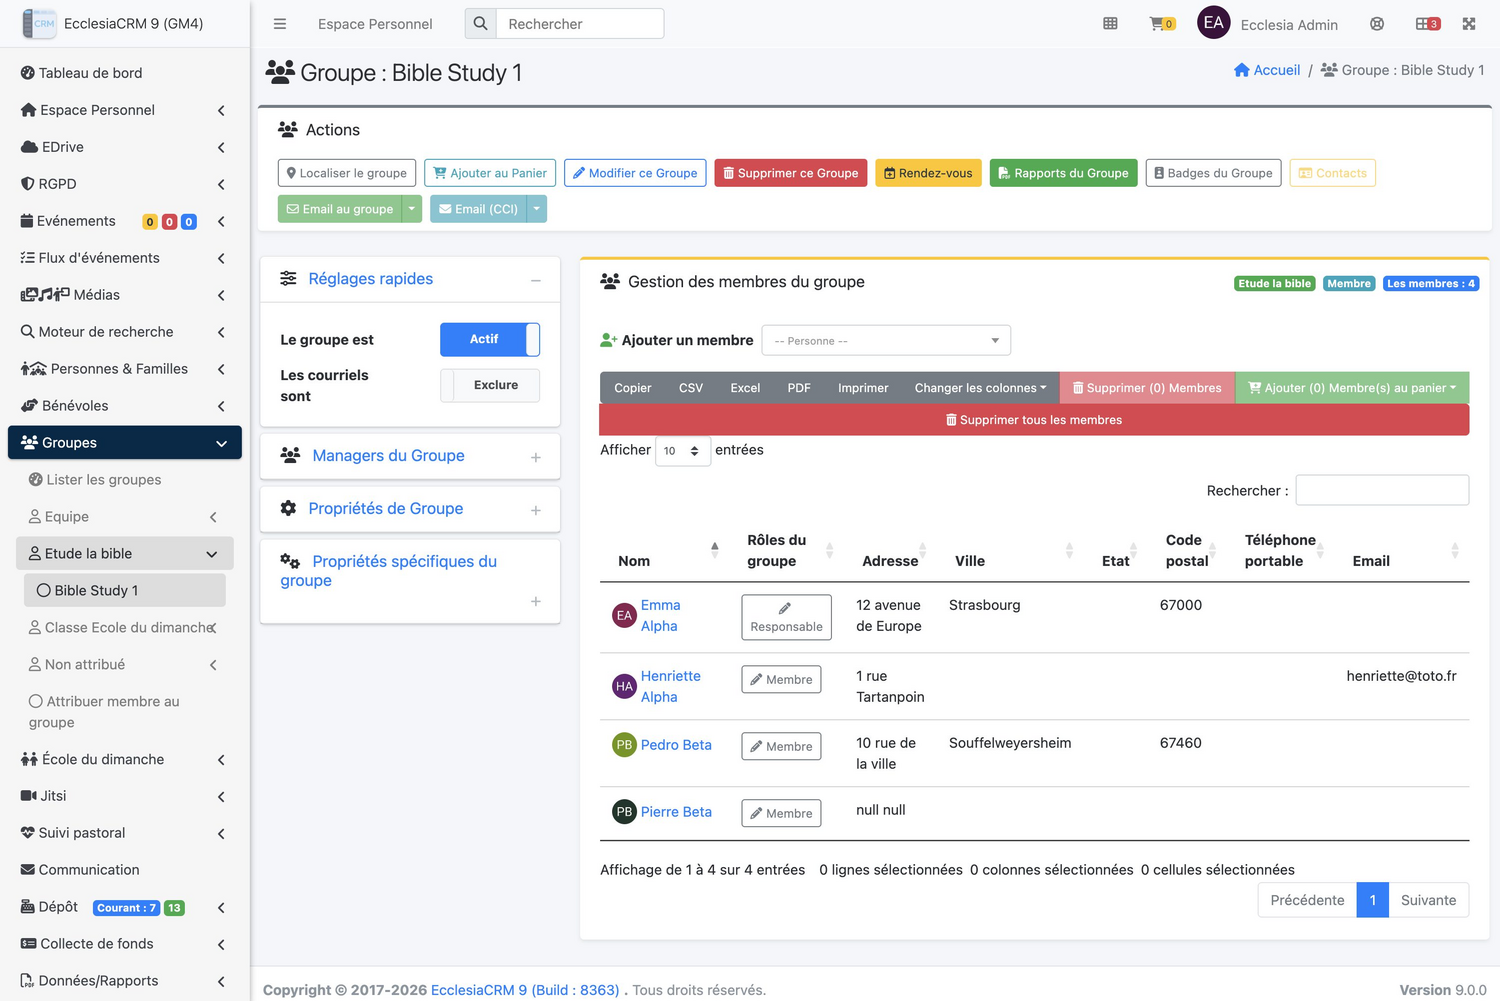 CRM
EcclesiaCRM 9 (GM4)
Espace Personnel
Rechercher
0
EA
Ecclesia Admin
3
Tableau de bord
Espace Personnel
EDrive
RGPD
Evénements
0 0 0
Flux d'événements
Médias
Moteur de recherche
Personnes & Familles
Bénévoles
Groupes
Lister les groupes
Equipe
Etude la bible
Bible Study 1
Classe Ecole du dimanche
Non attribué
Attribuer membre au
groupe
École du dimanche
Jitsi
Suivi pastoral
Communication
Dépôt
Courant : 7
13
Collecte de fonds
Données/Rapports
Groupe : Bible Study 1
Accueil / Groupe : Bible Study 1
Actions
Localiser le groupe
Ajouter au Panier
Modifier ce Groupe
Supprimer ce Groupe
Rendez-vous
Rapports du Groupe
Badges du Groupe
Contacts
Email au groupe
Email (CCI)
Réglages rapides
Le groupe est
Actif
Les courriels
sont
Exclure
Managers du Groupe
Propriétés de Groupe
Propriétés spécifiques du
groupe
Gestion des membres du groupe
Etude la bible
Membre
Les membres : 4
Ajouter un membre
-- Personne --
Copier
CSV
Excel
PDF
Imprimer
Changer les colonnes
Supprimer (0) Membres
Ajouter (0) Membre(s) au panier
Supprimer tous les membres
Afficher 10 entrées
Rechercher :
Nom
Rôles du
groupe
Adresse
Ville
Etat
Code
postal
Téléphone
portable
Email
EA
Emma
Alpha
Responsable
12 avenue
de Europe
Strasbourg
67000
HA
Henriette
Alpha
Membre
1 rue
Tartanpoin
henriette@toto.fr
PB
Pedro Beta
Membre
10 rue de
la ville
Souffelweyersheim
67460
PB
Pierre Beta
Membre
null null
Affichage de 1 à 4 sur 4 entrées 0 lignes sélectionnées 0 colonnes sélectionnées 0 cellules sélectionnées
Précédente
1
Suivante
Copyright © 2017-2026 EcclesiaCRM 9 (Build : 8363) . Tous droits réservés.
Version 9.0.0